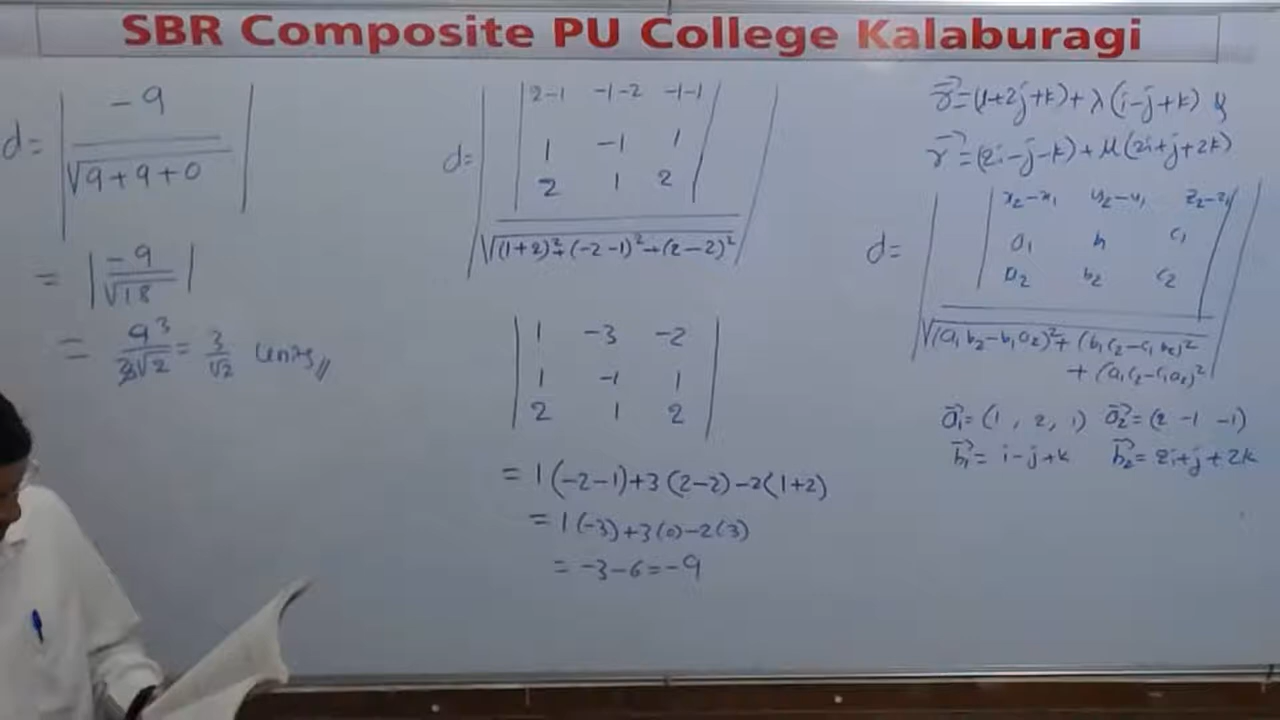 SBR Composite PU College Kalaburagi
r⃗ = (1+2j+k)+λ(i-j+k) &
r⃗ = (2i-j-k)+μ(2i+j+2k)
d= | | x₂-x₁ y₂-y₁ z₂-z₁ |
a₁ b₁ c₁
a₂ b₂ c₂
√(a₁b₂-b₁a₂)²+(b₁c₂-c₁b₂)²
+(a₁c₂-c₁a₂)²
a⃗₁=(1, 2, 1) a⃗₂=(2 -1 -1)
b⃗₁= i-j+k b⃗₂= 2i+j+2k
d= | | 2-1 -1-2 -1-1 |
1 -1 1
2 1 2
√(1+2)²+(-2-1)²+(2-2)²
| 1 -3 -2 |
| 1 -1 1 |
| 2 1 2 |
= 1(-2-1)+3(2-2)-2(1+2)
= 1(-3)+3(0)-2(3)
= -3-6=-9
d= | -9
√9+9+0 |
= | -9
√18 |
= 9³/3√2 = 3/√2 units//